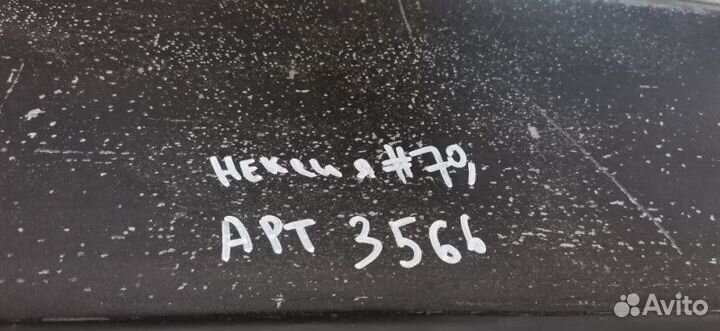 Нексия #70,
АРТ 3566
Avito